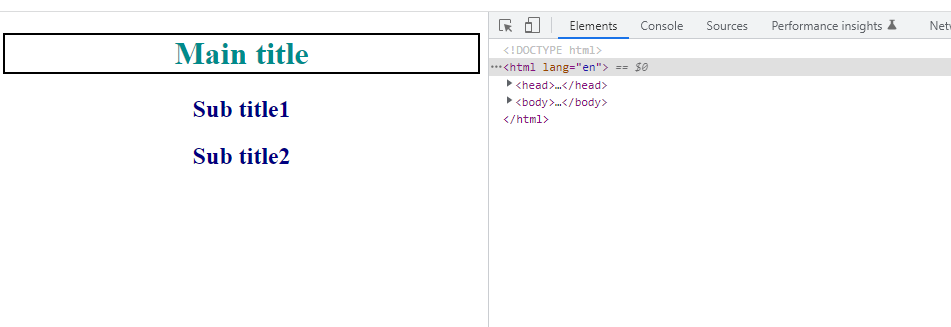 Main title
Sub title1
Sub title2
Elements Console Sources Performance insights Net
<!DOCTYPE html>
…<html lang="en"> == $0
<head>…</head>
<body>…</body>
</html>